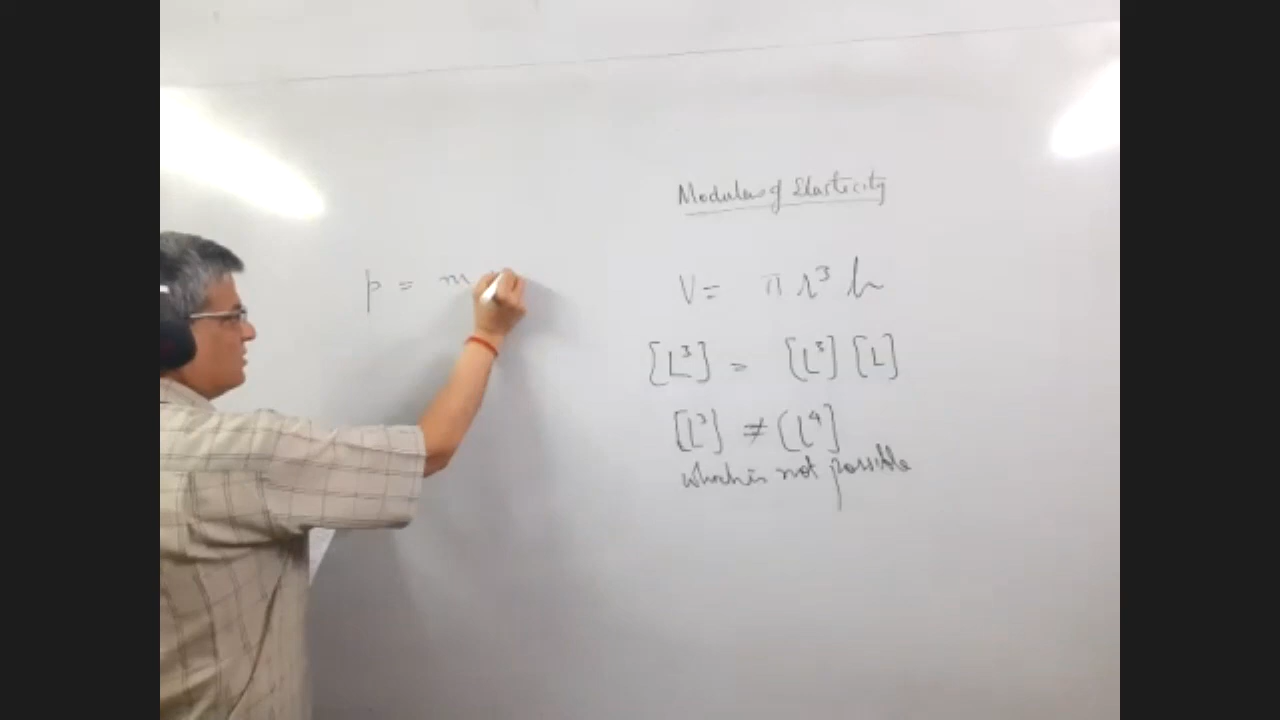 Modulus of Elasticity
p = m
V = π r³ h
[L³] = [L³] [L]
[L³] ≠ [L⁴]
which is not possible